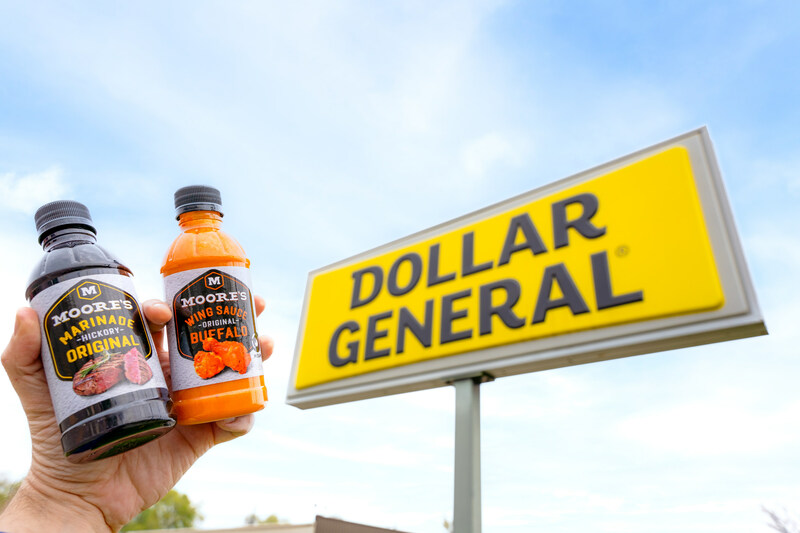 M
MOORE'S
MARINADE
-HICKORY-
ORIGINAL
M
MOORE'S
WING SAUCE
-ORIGINAL-
BUFFALO
DOLLAR
GENERAL®